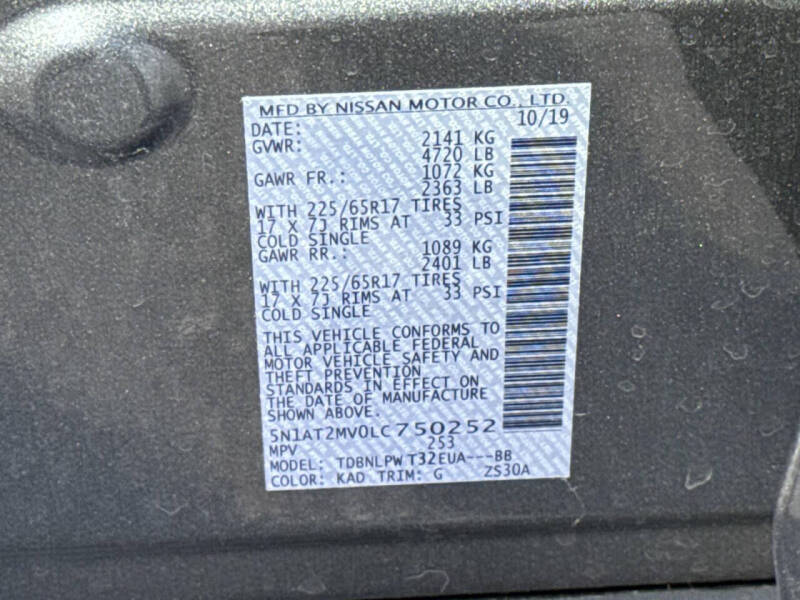 MFD BY NISSAN MOTOR CO., LTD.
DATE: 10/19
GVWR: 2141 KG
4720 LB
GAWR FR.: 1072 KG
2363 LB
WITH 225/65R17 TIRES
17 X 7J RIMS AT 33 PSI
COLD SINGLE
GAWR RR.: 1089 KG
2401 LB
WITH 225/65R17 TIRES
17 X 7J RIMS AT 33 PSI
COLD SINGLE
THIS VEHICLE CONFORMS TO
ALL APPLICABLE FEDERAL
MOTOR VEHICLE SAFETY AND
THEFT PREVENTION
STANDARDS IN EFFECT ON
THE DATE OF MANUFACTURE
SHOWN ABOVE.
5N1AT2MV0LC750252
MPV 2S3
MODEL: TDBNLPW T32EUA---BB
COLOR: KAD TRIM: G ZS30A